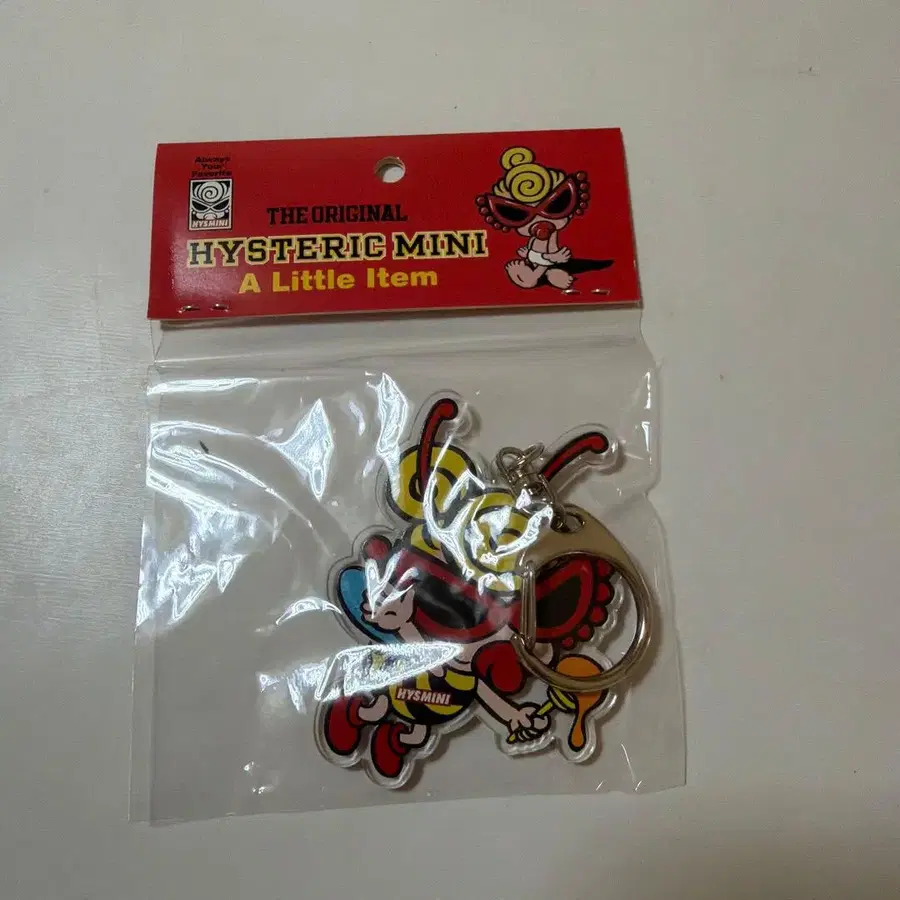 Always
"Your"
Favorite
HYSMINI
THE ORIGINAL
HYSTERIC MINI
A Little Item
HYSMINI